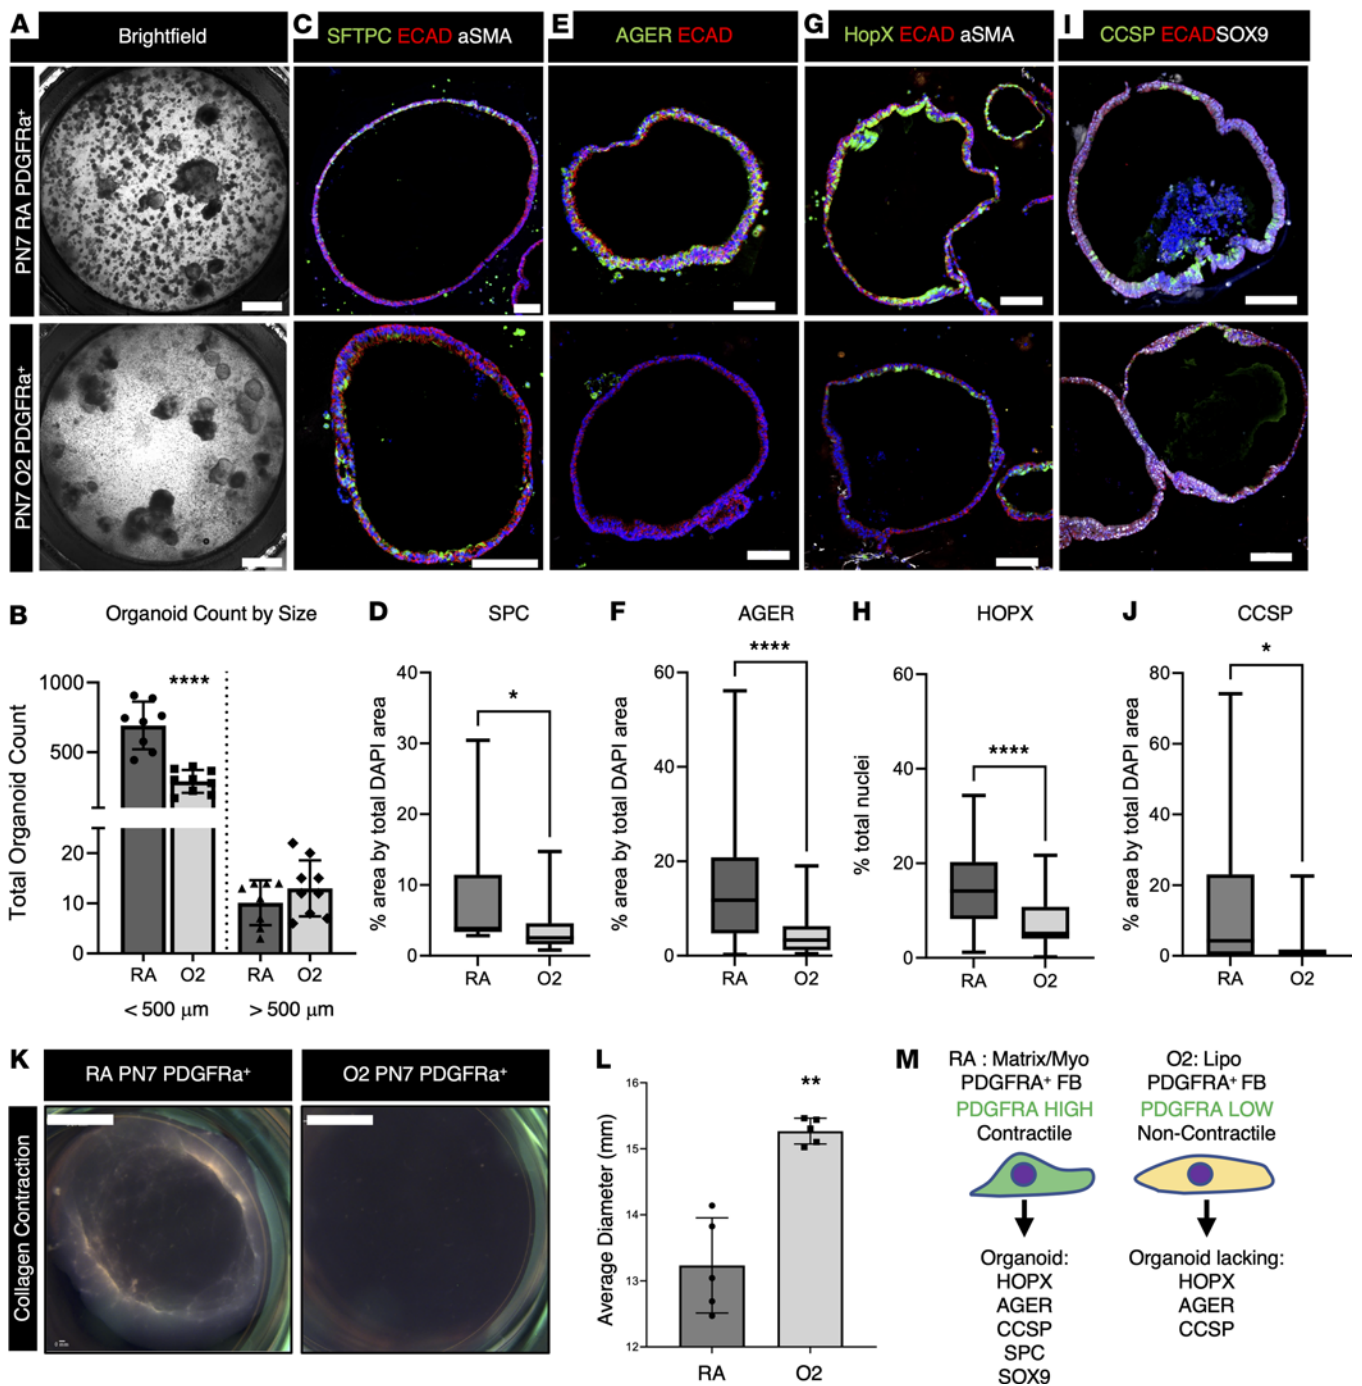 A
Brightfield
C
SFTPC ECAD aSMA
E
AGER ECAD
G
HopX ECAD aSMA
I
CCSP ECADSOX9
PN7 RA PDGFRa+
PN7 O2 PDGFRa+
B
Organoid Count by Size
Total Organoid Count
1000
500
20
10
0
****
RA
O2
RA
O2
< 500 µm
> 500 µm
D
SPC
% area by total DAPI area
40
30
20
10
0
*
RA
O2
F
AGER
% area by total DAPI area
60
40
20
0
****
RA
O2
H
HOPX
% total nuclei
60
40
20
0
****
RA
O2
J
CCSP
% area by total DAPI area
80
60
40
20
0
*
RA
O2
K
RA PN7 PDGFRa+
O2 PN7 PDGFRa+
Collagen Contraction
L
Average Diameter (mm)
16
15
14
13
12
**
RA
O2
M
RA : Matrix/Myo
PDGFRA+ FB
PDGFRA HIGH
Contractile
Organoid:
HOPX
AGER
CCSP
SPC
SOX9
O2: Lipo
PDGFRA+ FB
PDGFRA LOW
Non-Contractile
Organoid lacking:
HOPX
AGER
CCSP